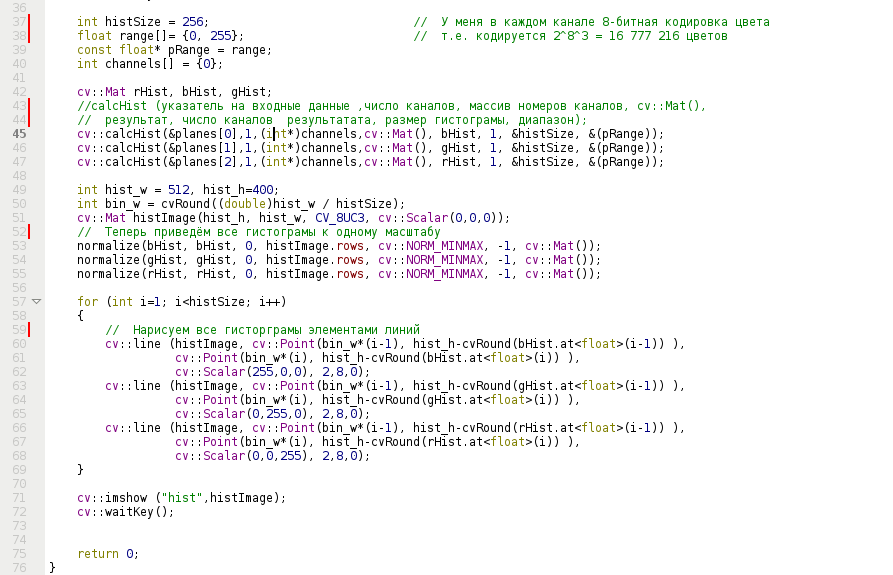 36
37 int histSize = 256; // У меня в каждом канале 8-битная кодировка цвета
38 float range[]= {0, 255}; // т.е. кодируется 2^8^3 = 16 777 216 цветов
39 const float* pRange = range;
40 int channels[] = {0};
41
42 cv::Mat rHist, bHist, gHist;
43 //calcHist (указатель на входные данные ,число каналов, массив номеров каналов, cv::Mat(),
44 // результат, число каналов  результатата, размер гистограмы, диапазон);
45 cv::calcHist(&planes[0],1,(int*)channels,cv::Mat(), bHist, 1, &histSize, &(pRange));
46 cv::calcHist(&planes[1],1,(int*)channels,cv::Mat(), gHist, 1, &histSize, &(pRange));
47 cv::calcHist(&planes[2],1,(int*)channels,cv::Mat(), rHist, 1, &histSize, &(pRange));
48
49 int hist_w = 512, hist_h=400;
50 int bin_w = cvRound((double)hist_w / histSize);
51 cv::Mat histImage(hist_h, hist_w, CV_8UC3, cv::Scalar(0,0,0));
52 // Теперь приведём все гистограмы к одному масштабу
53 normalize(bHist, bHist, 0, histImage.rows, cv::NORM_MINMAX, -1, cv::Mat());
54 normalize(gHist, gHist, 0, histImage.rows, cv::NORM_MINMAX, -1, cv::Mat());
55 normalize(rHist, rHist, 0, histImage.rows, cv::NORM_MINMAX, -1, cv::Mat());
56
57 for (int i=1; i<histSize; i++)
58 {
59 // Нарисуем все гисторграмы элементами линий
60 cv::line (histImage, cv::Point(bin_w*(i-1), hist_h-cvRound(bHist.at<float>(i-1)) ),
61 cv::Point(bin_w*(i), hist_h-cvRound(bHist.at<float>(i)) ),
62 cv::Scalar(255,0,0), 2,8,0);
63 cv::line (histImage, cv::Point(bin_w*(i-1), hist_h-cvRound(gHist.at<float>(i-1)) ),
64 cv::Point(bin_w*(i), hist_h-cvRound(gHist.at<float>(i)) ),
65 cv::Scalar(0,255,0), 2,8,0);
66 cv::line (histImage, cv::Point(bin_w*(i-1), hist_h-cvRound(rHist.at<float>(i-1)) ),
67 cv::Point(bin_w*(i), hist_h-cvRound(rHist.at<float>(i)) ),
68 cv::Scalar(0,0,255), 2,8,0);
69 }
70
71 cv::imshow ("hist",histImage);
72 cv::waitKey();
73
74
75 return 0;
76 }